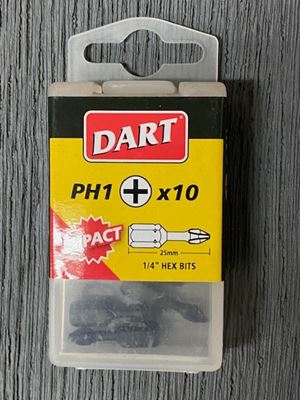 DART
PH1 x10
25mm
1/4" HEX BITS